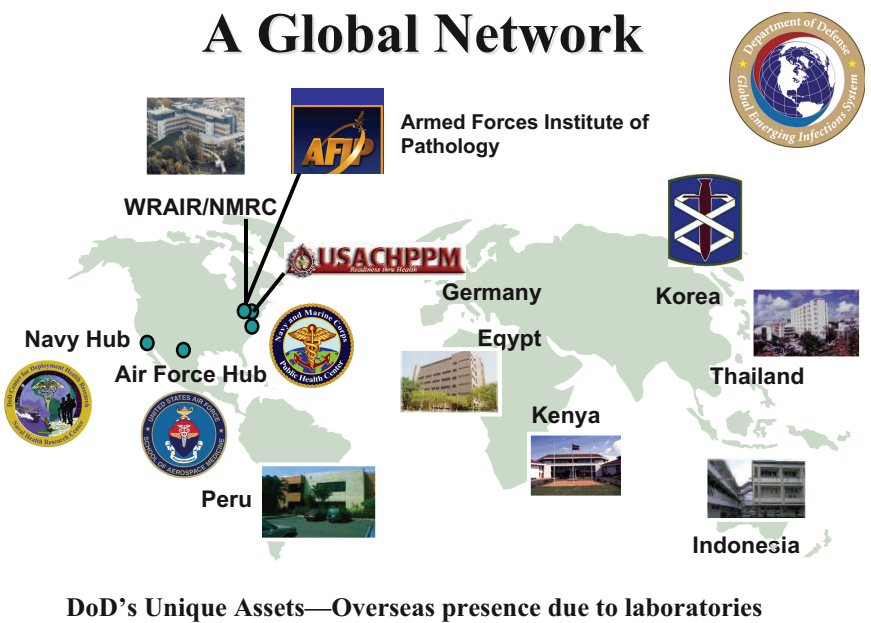 A Global Network
Department of Defense
Global Emerging Infections System
AFIP
Armed Forces Institute of
Pathology
WRAIR/NMRC
USACHPPM
Readiness thru Health
Germany
Korea
Navy and Marine Corps
Public Health Center
Navy Hub
Eqypt
Air Force Hub
Thailand
DoD Center for Deployment Health Research
Naval Health Research Center
UNITED STATES AIR FORCE
SCHOOL OF AEROSPACE MEDICINE
Kenya
Peru
Indonesia
DoD's Unique Assets—Overseas presence due to laboratories